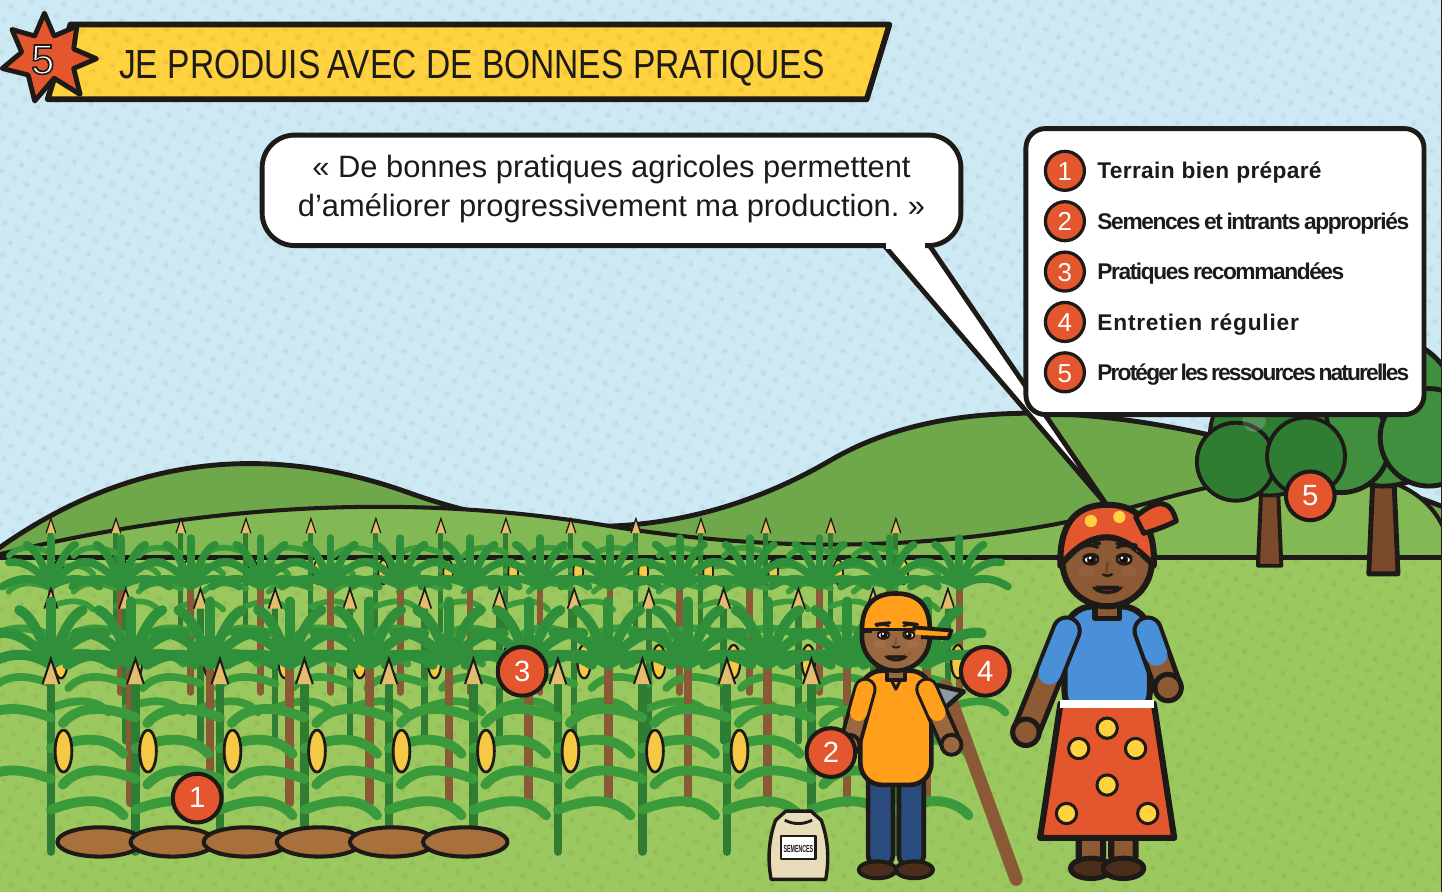 5
JE PRODUIS AVEC DE BONNES PRATIQUES
« De bonnes pratiques agricoles permettent
d’améliorer progressivement ma production. »
1 Terrain bien préparé
2 Semences et intrants appropriés
3 Pratiques recommandées
4 Entretien régulier
5 Protéger les ressources naturelles
5
3
4
2
1
SEMENCES